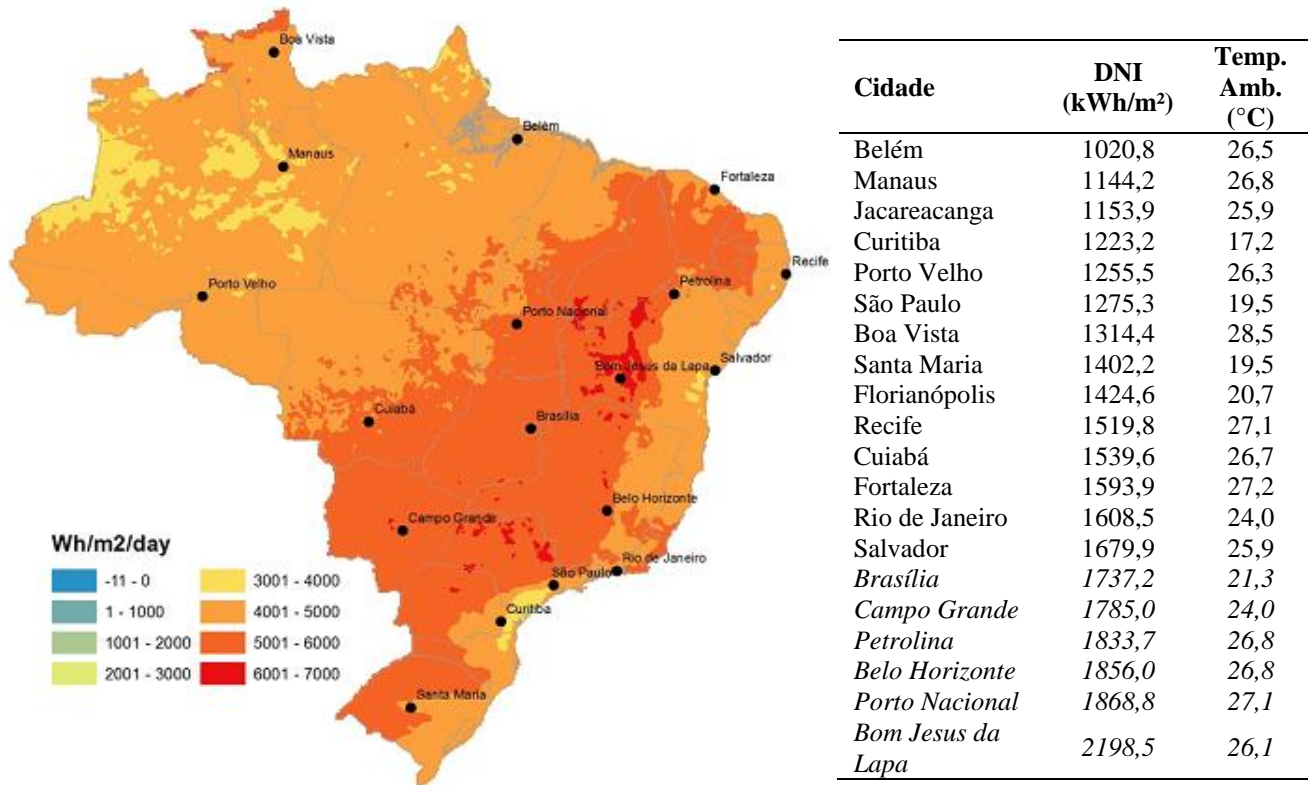 Boa Vista
Belém
Manaus
Fortaleza
Recife
Porto Velho
Petrolina
Porto Nacional
Bom Jesus da Lapa
Salvador
Cuiabá
Brasília
Belo Horizonte
Campo Grande
Rio de Janeiro
São Paulo
Curitiba
Santa Maria
Wh/m2/day
-11 - 0
3001 - 4000
1 - 1000
4001 - 5000
1001 - 2000
5001 - 6000
2001 - 3000
6001 - 7000
Cidade DNI (kWh/m²) Temp. Amb. (°C)
Belém 1020,8 26,5
Manaus 1144,2 26,8
Jacareacanga 1153,9 25,9
Curitiba 1223,2 17,2
Porto Velho 1255,5 26,3
São Paulo 1275,3 19,5
Boa Vista 1314,4 28,5
Santa Maria 1402,2 19,5
Florianópolis 1424,6 20,7
Recife 1519,8 27,1
Cuiabá 1539,6 26,7
Fortaleza 1593,9 27,2
Rio de Janeiro 1608,5 24,0
Salvador 1679,9 25,9
Brasília 1737,2 21,3
Campo Grande 1785,0 24,0
Petrolina 1833,7 26,8
Belo Horizonte 1856,0 26,8
Porto Nacional 1868,8 27,1
Bom Jesus da Lapa 2198,5 26,1